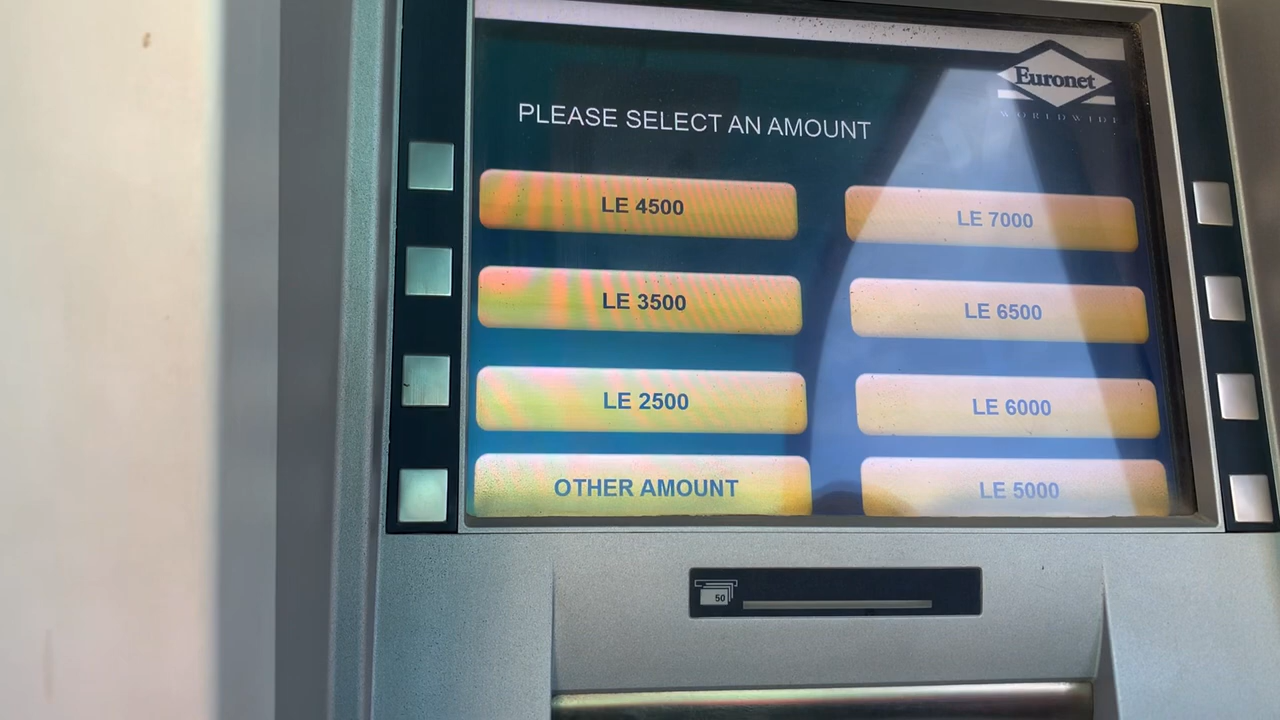 Euronet
WORLDWIDE
PLEASE SELECT AN AMOUNT
LE 4500
LE 7000
LE 3500
LE 6500
LE 2500
LE 6000
OTHER AMOUNT
LE 5000
50